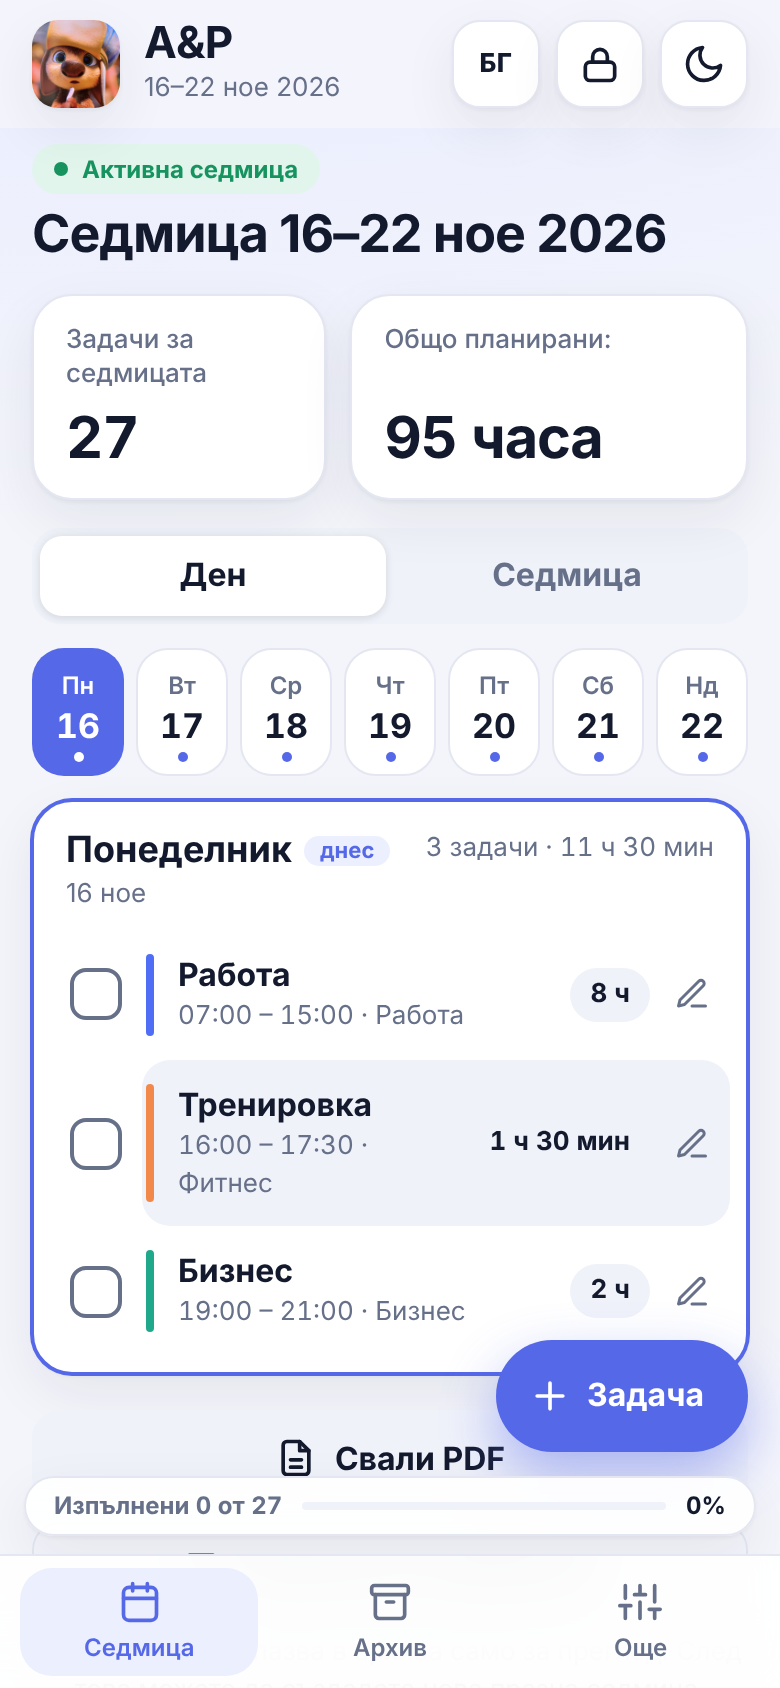 A&P
16–22 ное 2026
БГ
Активна седмица
Седмица 16–22 ное 2026
Задачи за
седмицата
27
Общо планирани:
95 часа
Ден
Седмица
Пн
16
Вт
17
Ср
18
Чт
19
Пт
20
Сб
21
Нд
22
Понеделник
днес
3 задачи · 11 ч 30 мин
16 ное
Работа
07:00 – 15:00 · Работа
8 ч
Тренировка
16:00 – 17:30 ·
Фитнес
1 ч 30 мин
Бизнес
19:00 – 21:00 · Бизнес
2 ч
Задача
Свали PDF
Изпълнени 0 от 27
0%
Седмица
Архив
Още